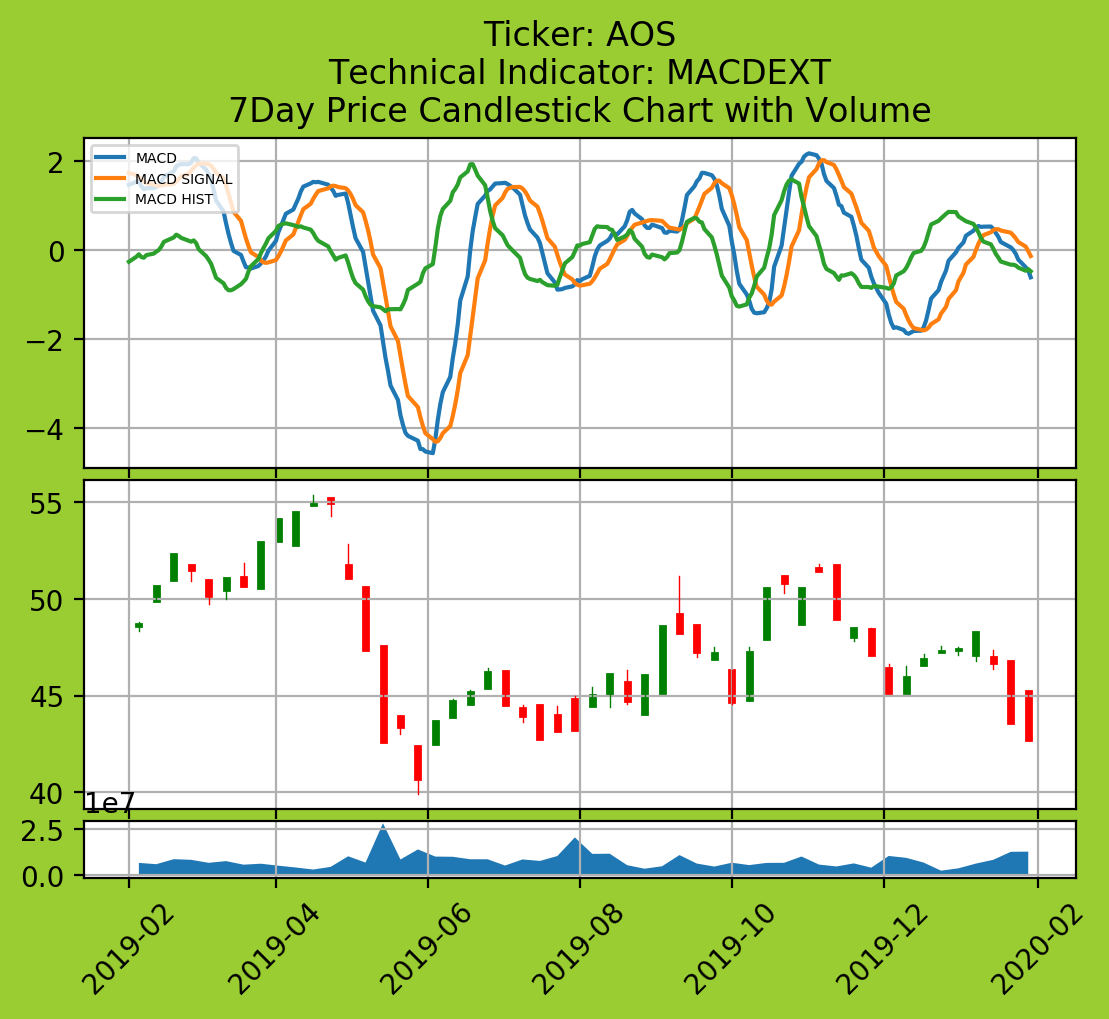 Ticker: AOS
Technical Indicator: MACDEXT
7Day Price Candlestick Chart with Volume
MACD
MACD SIGNAL
MACD HIST
2
0
−2
−4
55
50
45
40
1e7
2.5
0.0
2019-02
2019-04
2019-06
2019-08
2019-10
2019-12
2020-02